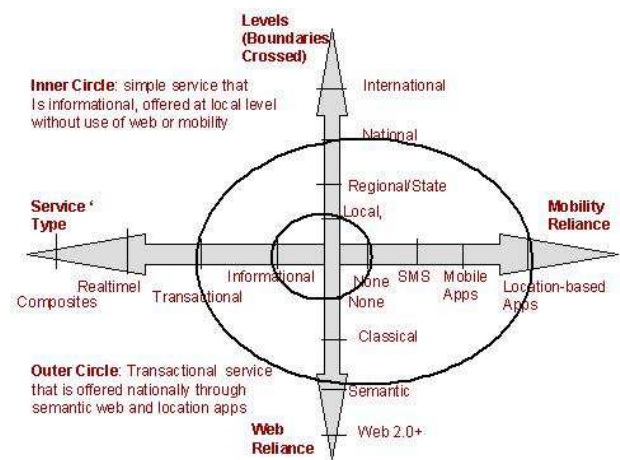 Levels
(Boundaries
Crossed)
Inner Circle: simple service that
Is informational, offered at local level
without use of web or mobility
International
National
Regional/State
Local,
Service ‘
Type
Mobility
Reliance
Informational
None
SMS
Mobile
Apps
Location-based
Apps
Realtimel
Transactional
Composites
None
Classical
Outer Circle: Transactional service
that is offered nationally through
semantic web and location apps
Semantic
Web
Reliance
Web 2.0+